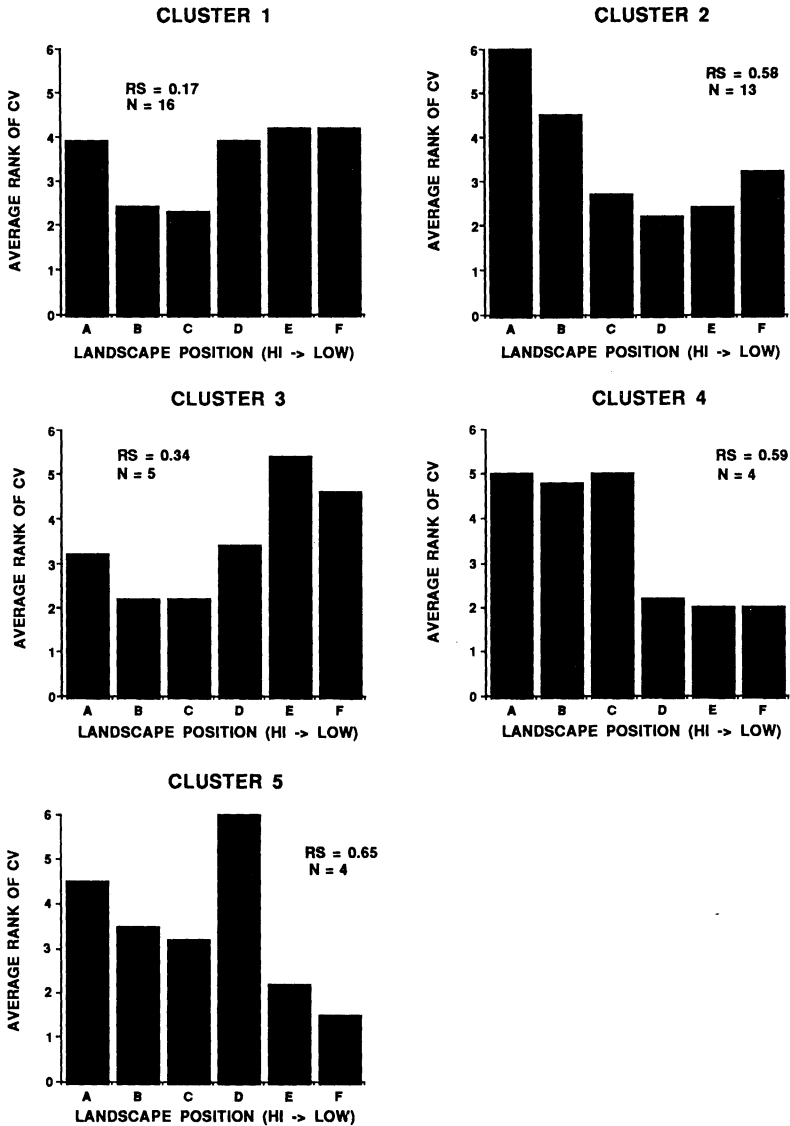 CLUSTER 1
AVERAGE RANK OF CV
6
5
4
3
2
1
0
RS = 0.17
N = 16
A B C D E F
LANDSCAPE POSITION (HI -> LOW)
CLUSTER 2
AVERAGE RANK OF CV
6
5
4
3
2
1
0
RS = 0.58
N = 13
A B C D E F
LANDSCAPE POSITION (HI -> LOW)
CLUSTER 3
AVERAGE RANK OF CV
6
5
4
3
2
1
0
RS = 0.34
N = 5
A B C D E F
LANDSCAPE POSITION (HI -> LOW)
CLUSTER 4
AVERAGE RANK OF CV
6
5
4
3
2
1
0
RS = 0.59
N = 4
A B C D E F
LANDSCAPE POSITION (HI -> LOW)
CLUSTER 5
AVERAGE RANK OF CV
6
5
4
3
2
1
0
RS = 0.65
N = 4
A B C D E F
LANDSCAPE POSITION (HI -> LOW)